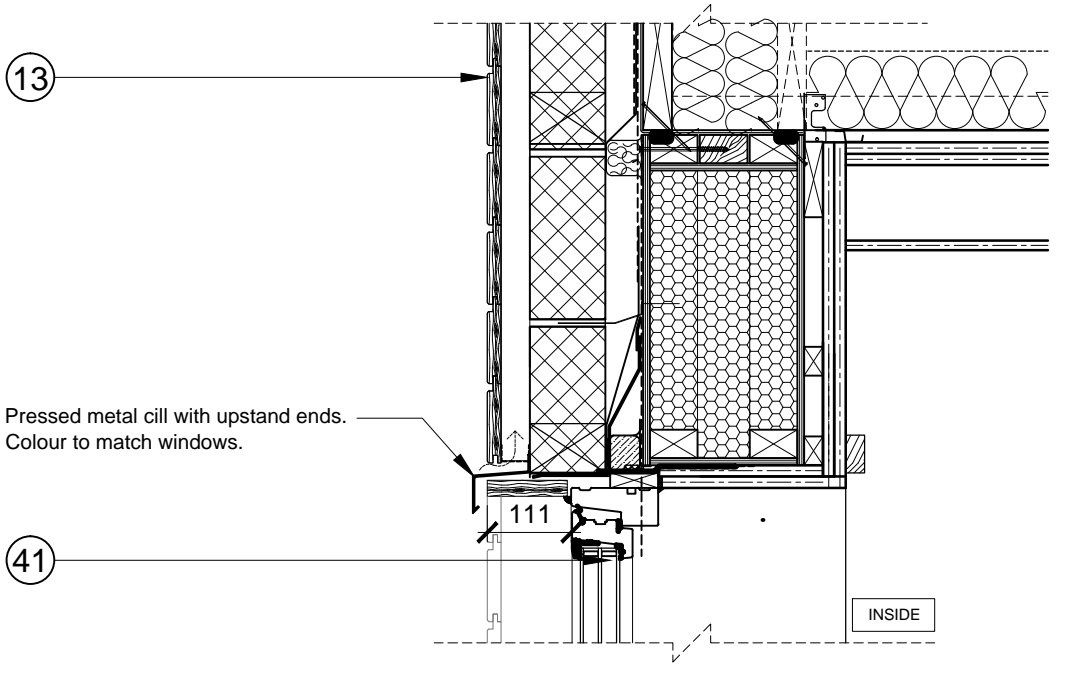 13
Pressed metal cill with upstand ends.
Colour to match windows.
111
41
INSIDE